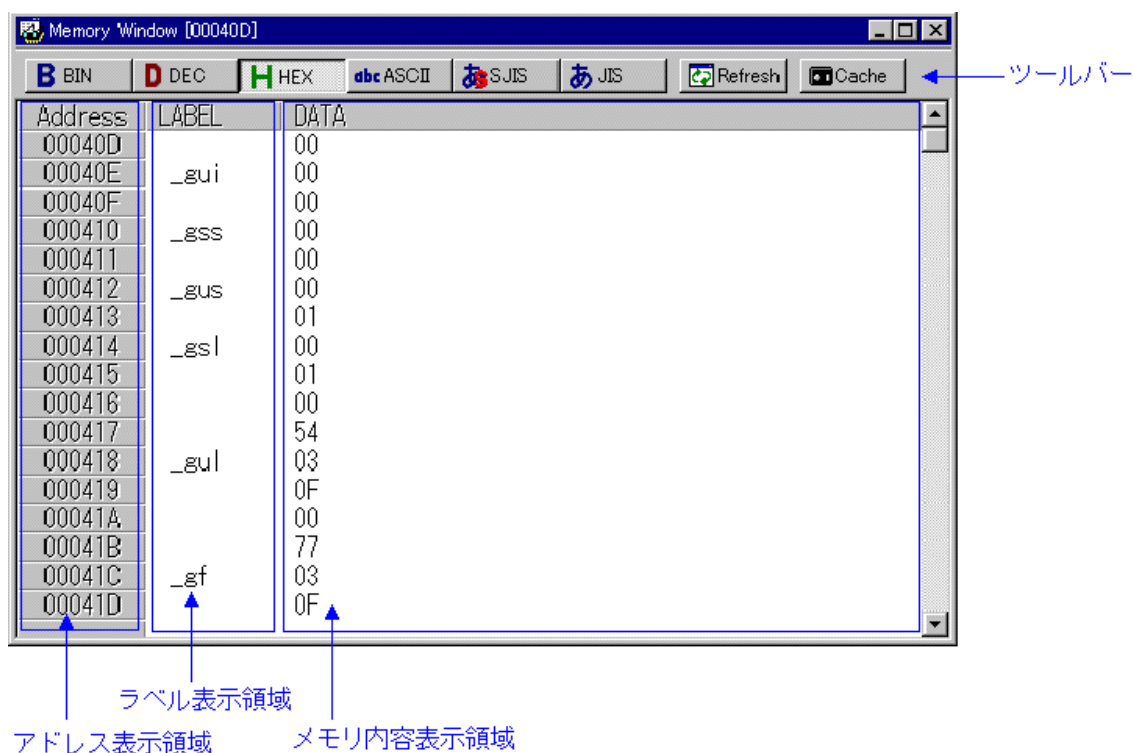 Memory Window [00040D]
B BIN D DEC H HEX abc ASCII あS SJIS あ JIS Refresh Cache ツールバー
Address LABEL DATA
00040D 00
00040E _gui 00
00040F 00
000410 _gss 00
000411 00
000412 _gus 00
000413 01
000414 _gsl 00
000415 01
000416 00
000417 54
000418 _gul 03
000419 0F
00041A 00
00041B 77
00041C _gf 03
00041D 0F
ラベル表示領域
アドレス表示領域 メモリ内容表示領域